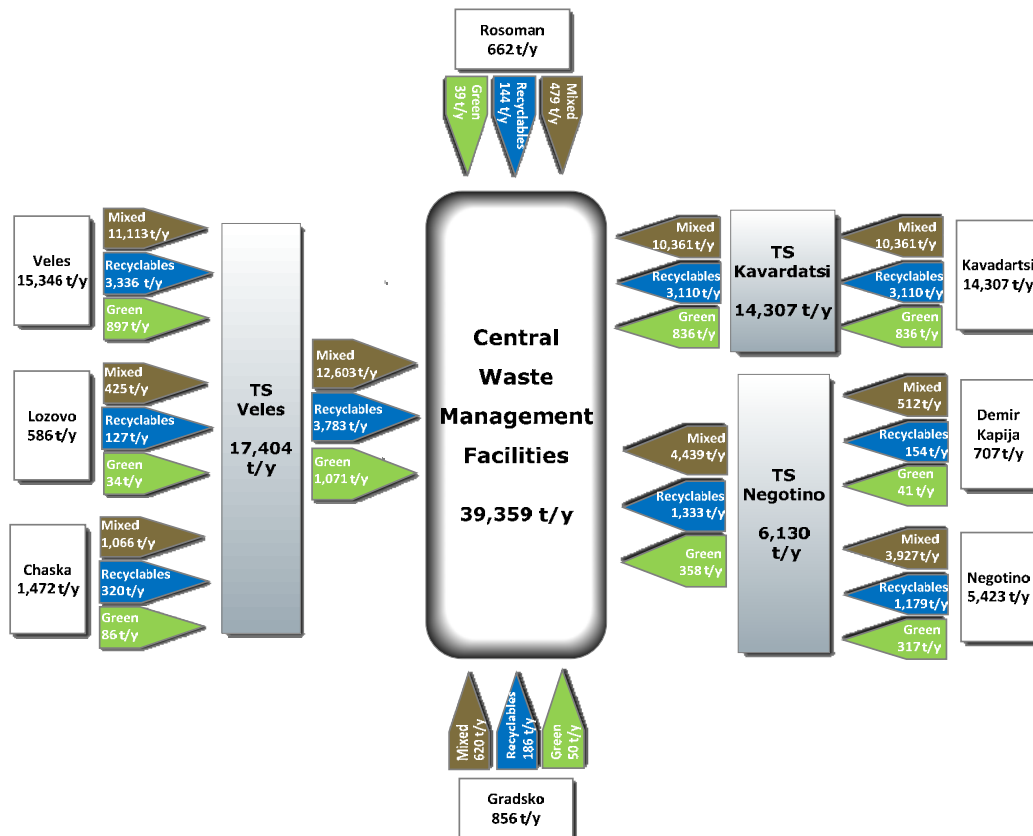 Rosoman
662 t/y
Green
39 t/y
Recyclables
144 t/y
Mixed
479 t/y
Veles
15,346 t/y
Mixed
11,113 t/y
Recyclables
3,336 t/y
Green
897 t/y
Lozovo
586 t/y
Mixed
425 t/y
Recyclables
127 t/y
Green
34 t/y
Chaska
1,472 t/y
Mixed
1,066 t/y
Recyclables
320 t/y
Green
86 t/y
TS
Veles
17,404
t/y
Mixed
12,603 t/y
Recyclables
3,783 t/y
Green
1,071 t/y
Central
Waste
Management
Facilities
39,359 t/y
Mixed
10,361 t/y
Recyclables
3,110 t/y
Green
836 t/y
TS
Kavardatsi
14,307 t/y
Mixed
10,361 t/y
Recyclables
3,110 t/y
Green
836 t/y
Kavadartsi
14,307 t/y
Mixed
4,439 t/y
Recyclables
1,333 t/y
Green
358 t/y
TS
Negotino
6,130
t/y
Mixed
512 t/y
Recyclables
154 t/y
Green
41 t/y
Demir
Kapija
707 t/y
Mixed
3,927 t/y
Recyclables
1,179 t/y
Green
317 t/y
Negotino
5,423 t/y
Mixed
620 t/y
Recyclables
186 t/y
Green
50 t/y
Gradsko
856 t/y